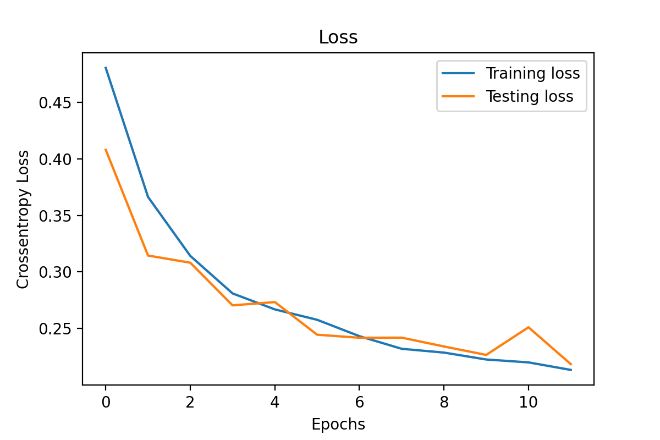 Loss
Training loss
Testing loss
Crossentropy Loss
0.45
0.40
0.35
0.30
0.25
0 2 4 6 8 10
Epochs